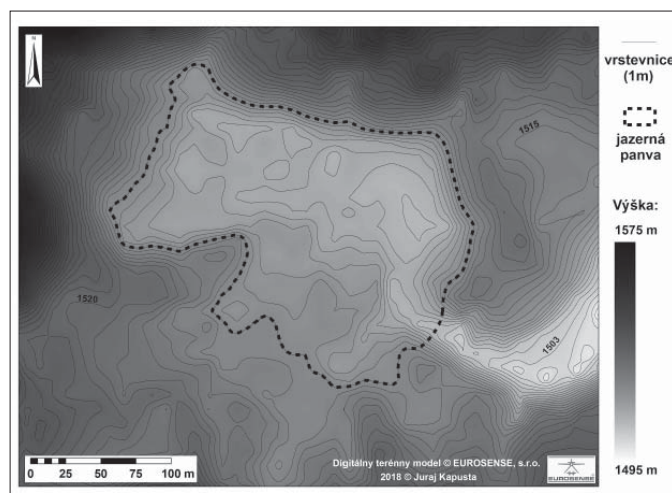 N
vrstevnice
(1m)
jazerná
panva
Výška:
1575 m
1495 m
1515
1520
1503
0 25 50 75 100 m
Digitálny terénny model © EUROSENSE, s.r.o.
2018 © Juraj Kapusta
EUROSENSE